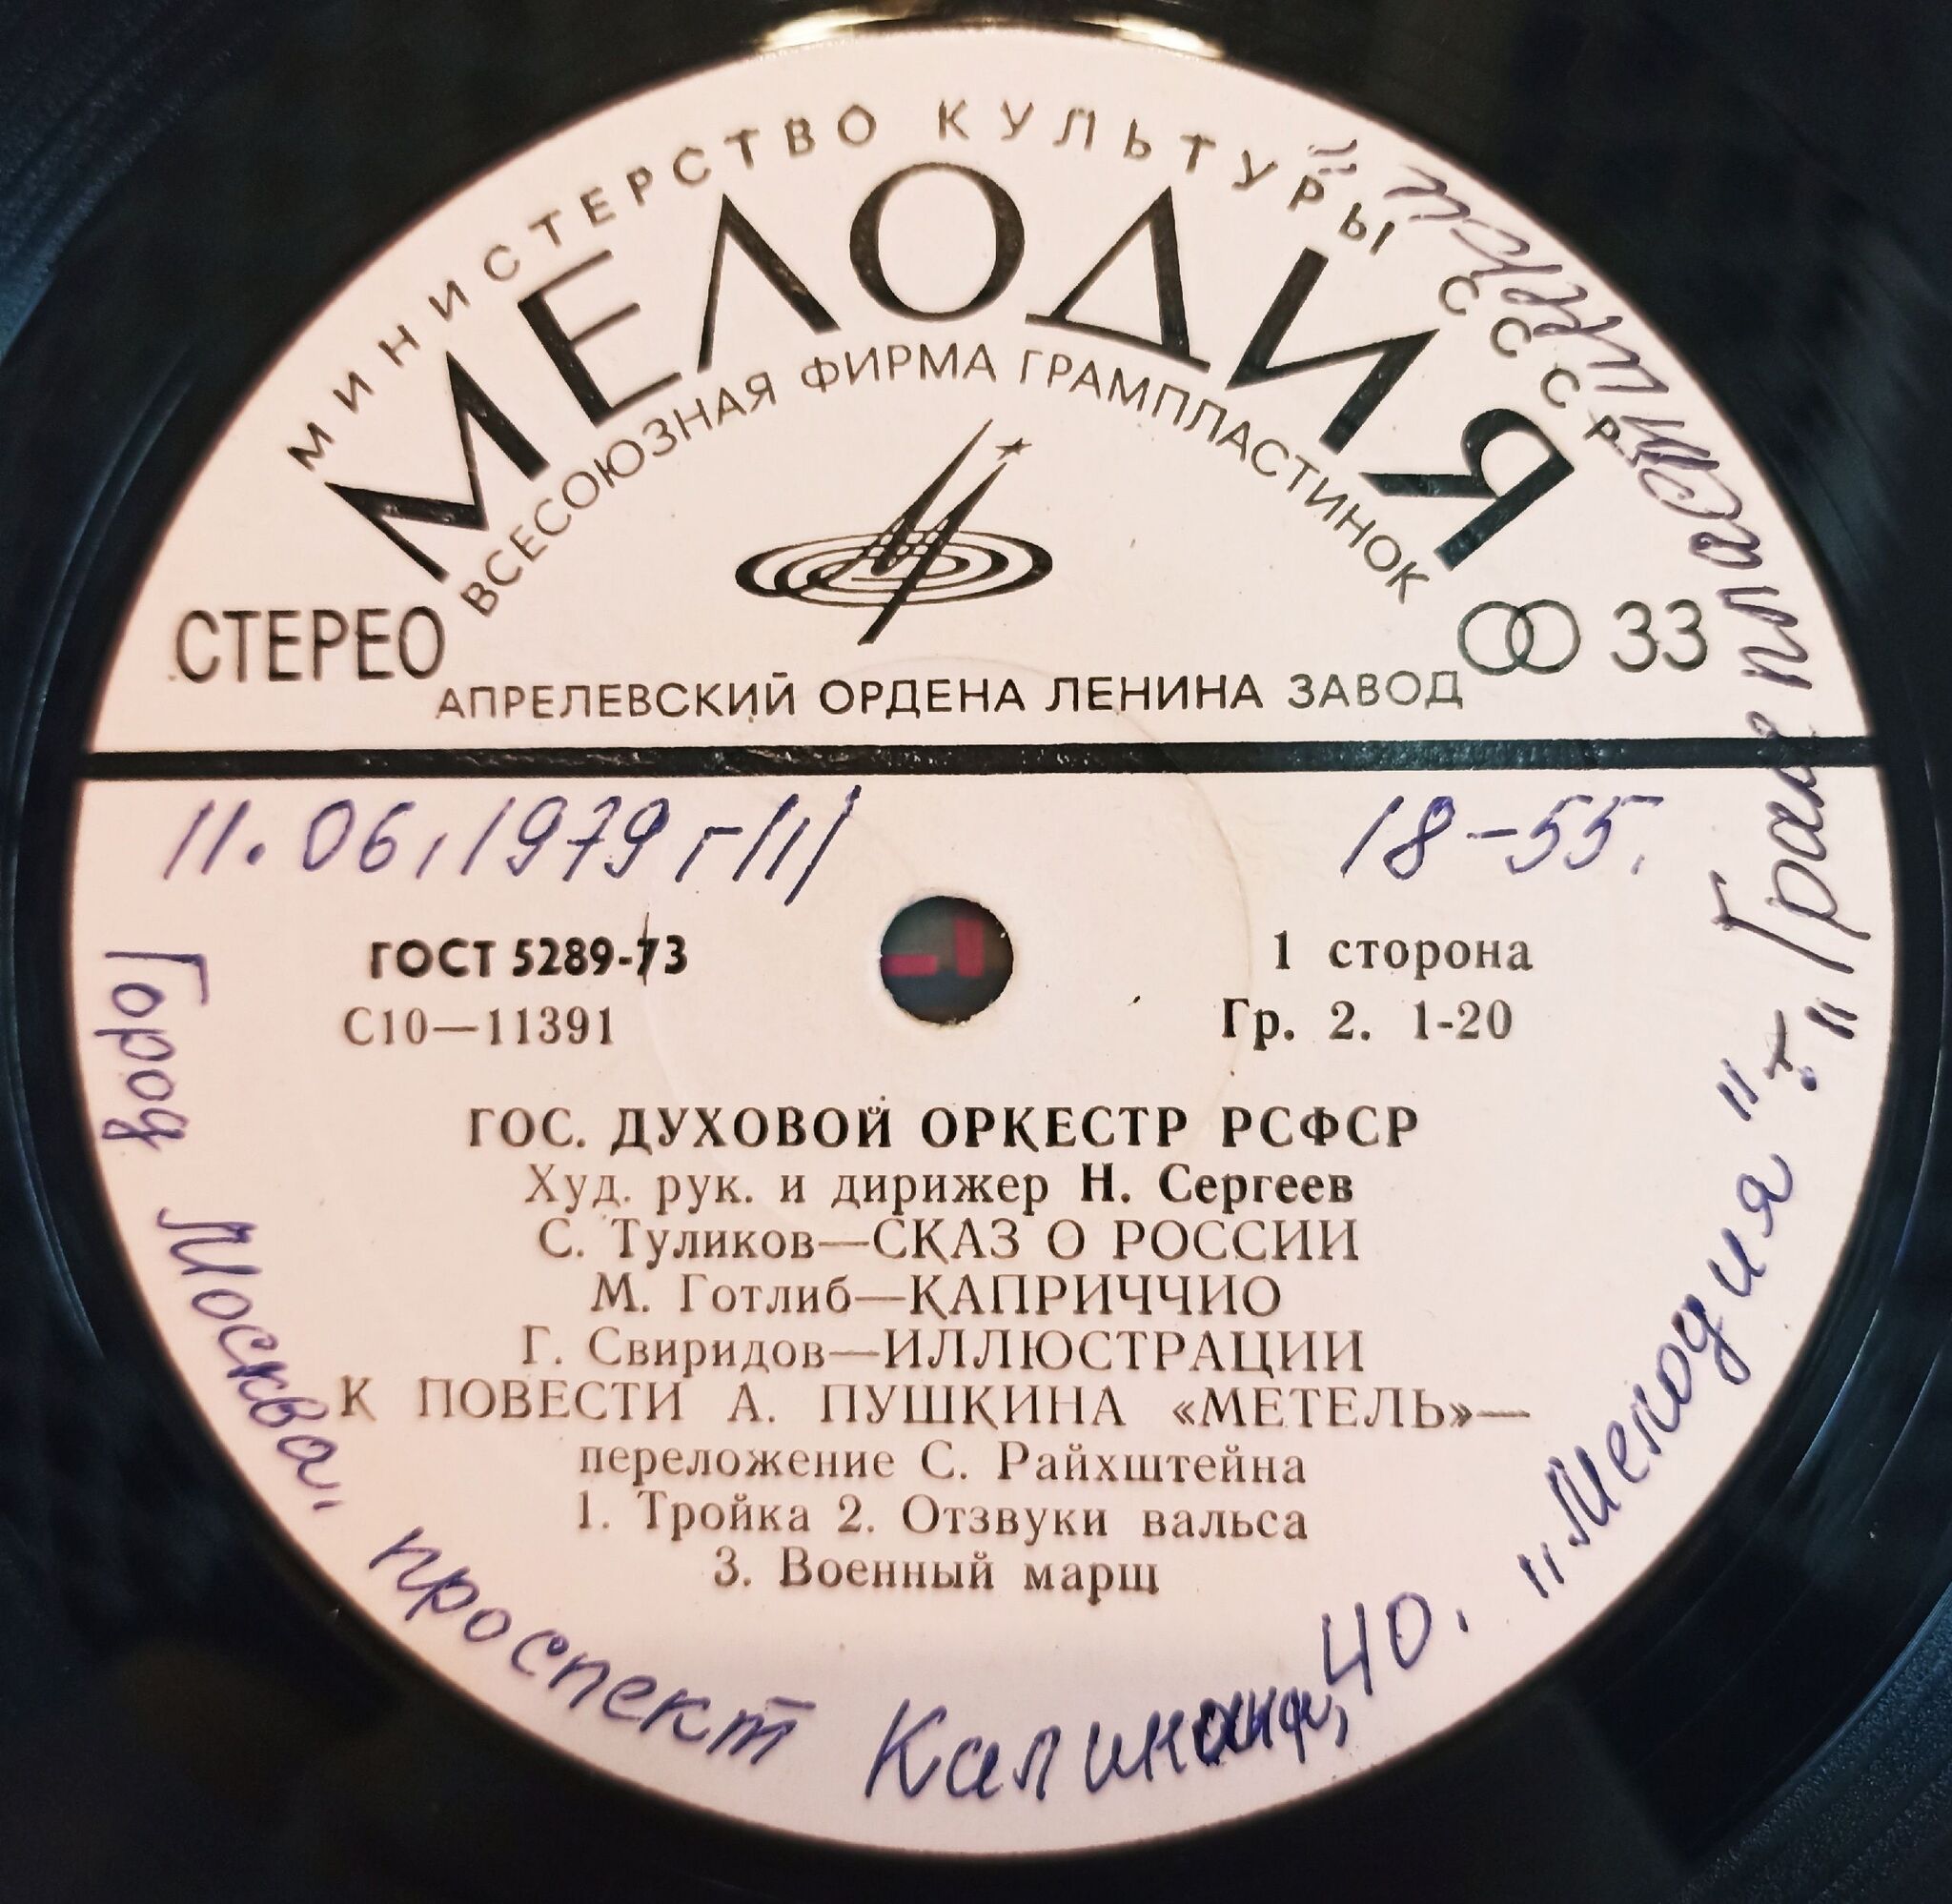 МИНИСТЕРСТВО КУЛЬТУРЫ СССР
МЕЛОДИЯ
ВСЕСОЮЗНАЯ ФИРМА ГРАМПЛАСТИНОК
СТЕРЕО
33
АПРЕЛЕВСКИЙ ОРДЕНА ЛЕНИНА ЗАВОД
11.06.1979 г
18-55.
ГОСТ 5289-73
1 сторона
С10—11391
Гр. 2. 1-20
ГОС. ДУХОВОЙ ОРКЕСТР РСФСР
Худ. рук. и дирижер Н. Сергеев
С. Туликов—СКАЗ О РОССИИ
М. Готлиб—КАПРИЧЧИО
Г. Свиридов—ИЛЛЮСТРАЦИИ
К ПОВЕСТИ А. ПУШКИНА «МЕТЕЛЬ»—
переложение С. Райхштейна
1. Тройка 2. Отзвуки вальса
3. Военный марш
Город Москва, проспект Калинина, 40. „Мелодия"